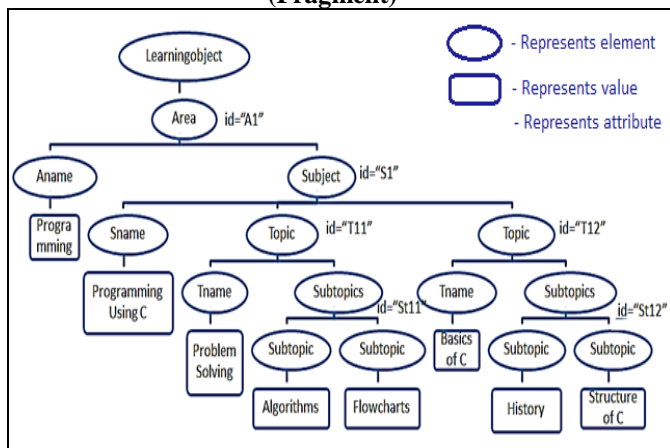 (Fragment)
Learningobject
- Represents element
- Represents value
- Represents attribute
Area
id="A1"
Aname
Subject
id="S1"
Progra
mming
Sname
Topic
id="T11"
Topic
id="T12"
Programming
Using C
Tname
Subtopics
id="St11"
Tname
Subtopics
id="St12"
Problem
Solving
Subtopic
Subtopic
Basics
of C
Subtopic
Subtopic
Algorithms
Flowcharts
History
Structure
of C